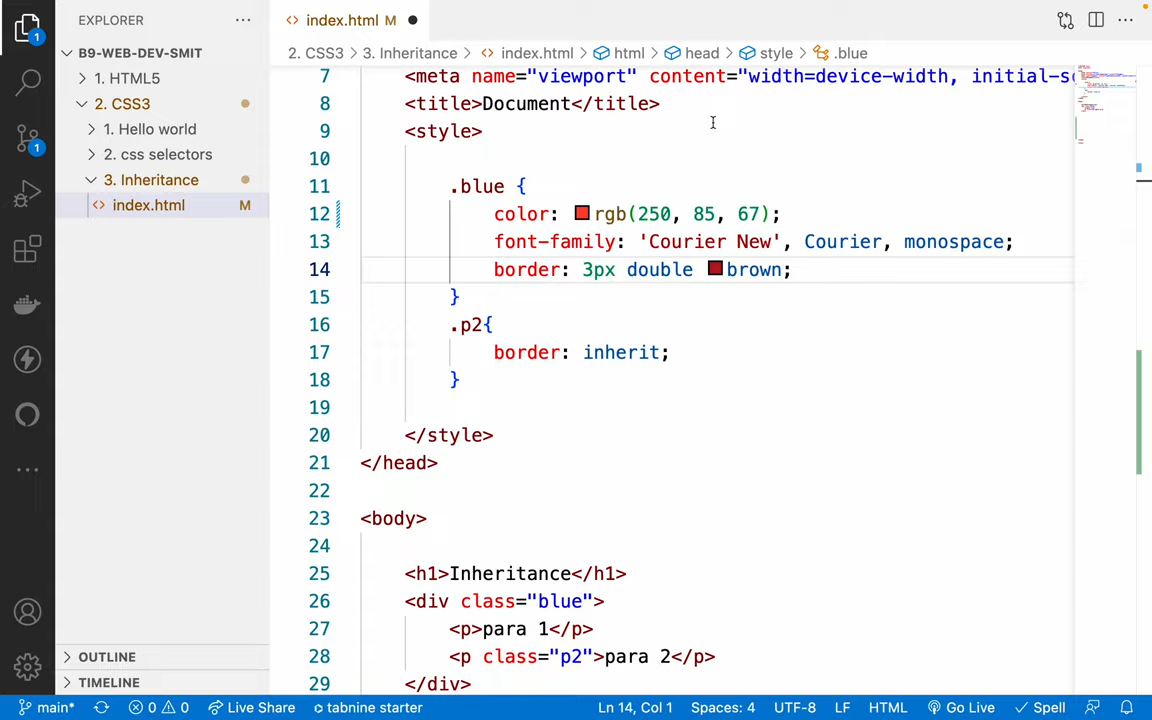 EXPLORER
index.html M
B9-WEB-DEV-SMIT
1. HTML5
2. CSS3
1. Hello world
2. css selectors
3. Inheritance
index.html M
OUTLINE
TIMELINE
1
1
2. CSS3 > 3. Inheritance > index.html > html > head > style > .blue
7 <meta name="viewport" content="width=device-width, initial-sc
8 <title>Document</title>
9 <style>
10
11 .blue {
12 color: rgb(250, 85, 67);
13 font-family: 'Courier New', Courier, monospace;
14 border: 3px double brown;
15 }
16 .p2{
17 border: inherit;
18 }
19
20 </style>
21 </head>
22
23 <body>
24
25 <h1>Inheritance</h1>
26 <div class="blue">
27 <p>para 1</p>
28 <p class="p2">para 2</p>
29 </div>
main* 0 0 Live Share tabnine starter Ln 14, Col 1 Spaces: 4 UTF-8 LF HTML Go Live Spell